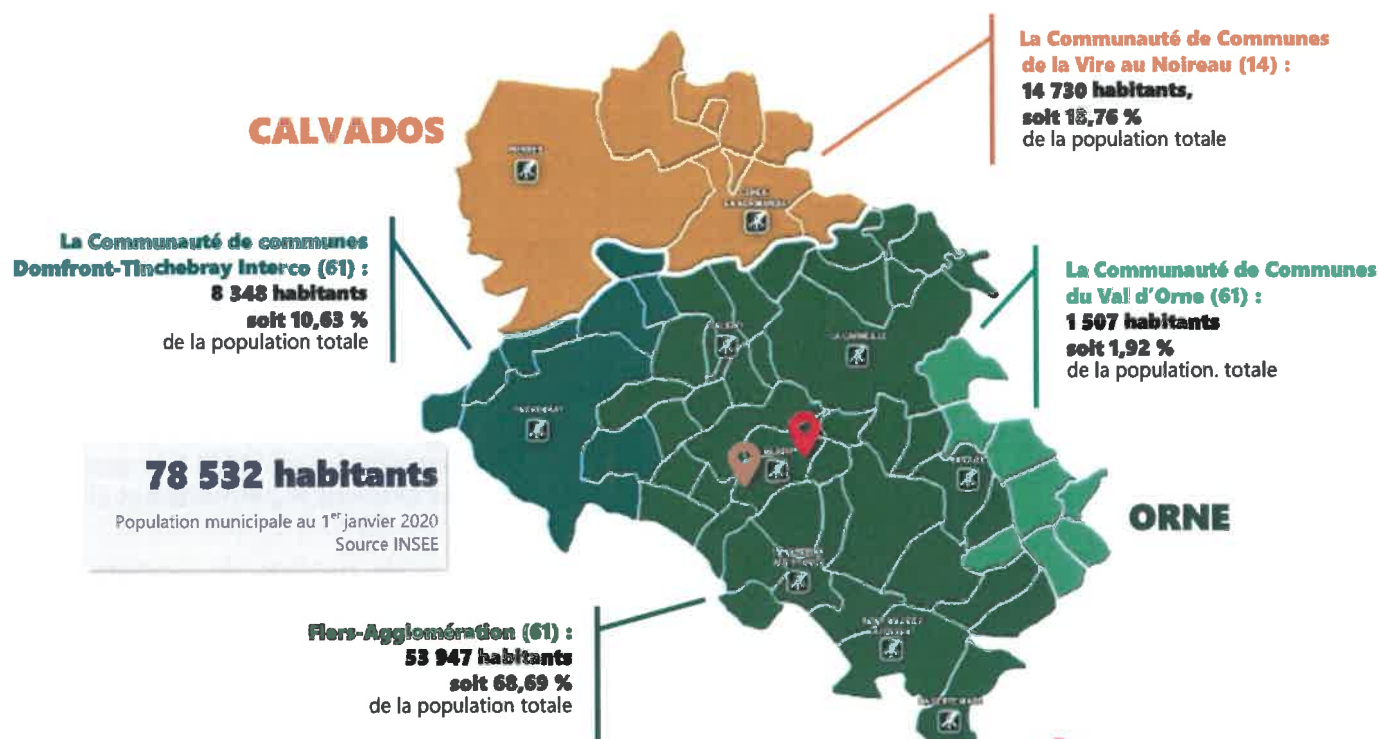 La Communauté de Communes
de la Vire au Noireau (14) :
14 730 habitants,
soit 18,76 %
de la population totale
CALVADOS
La Communauté de communes
Domfront-Tinchebray Interco (61) :
8 348 habitants
soit 10,63 %
de la population totale
La Communauté de Communes
du Val d'Orne (61) :
1 507 habitants
soit 1,92 %
de la population. totale
78 532 habitants
Population municipale au 1er janvier 2020
Source INSEE
ORNE
Flers-Agglomération (61) :
53 947 habitants
soit 68,69 %
de la population totale